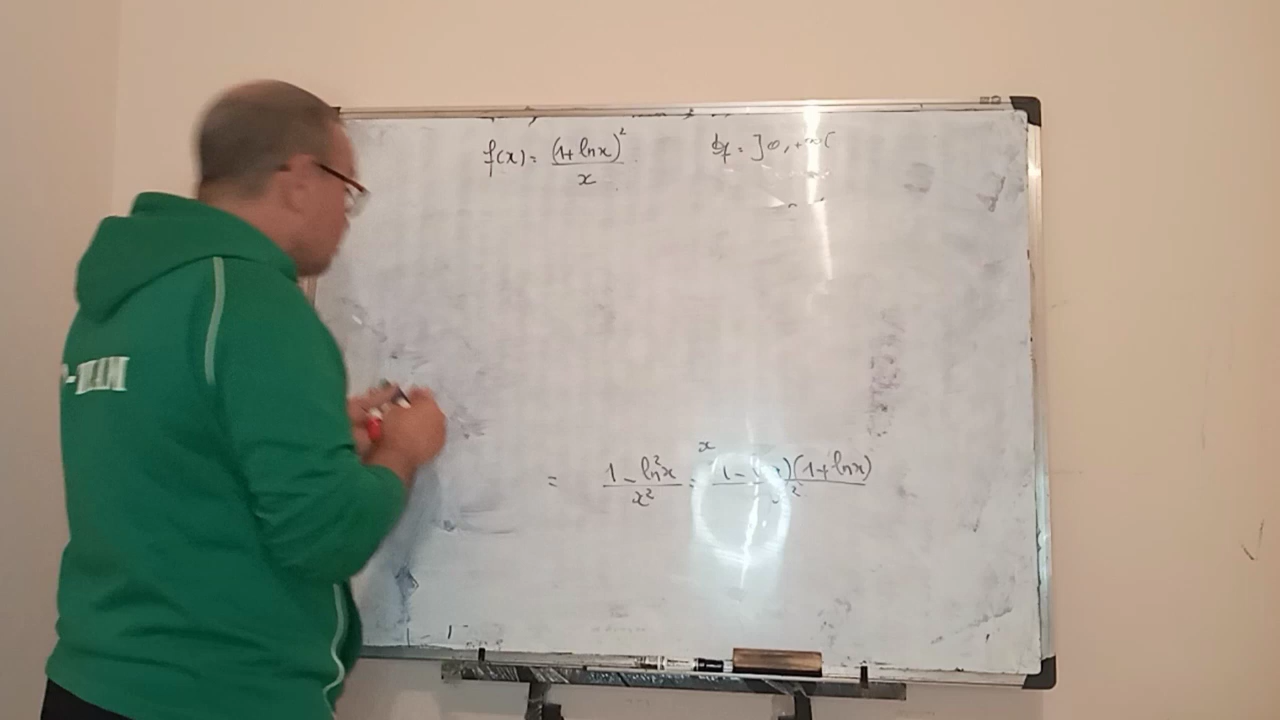 f(x) = (1+lnx)² / x    Df = ]0, +∞[
x
= 1 - ln²x / x² = (1 - lnx)(1+lnx) / x²